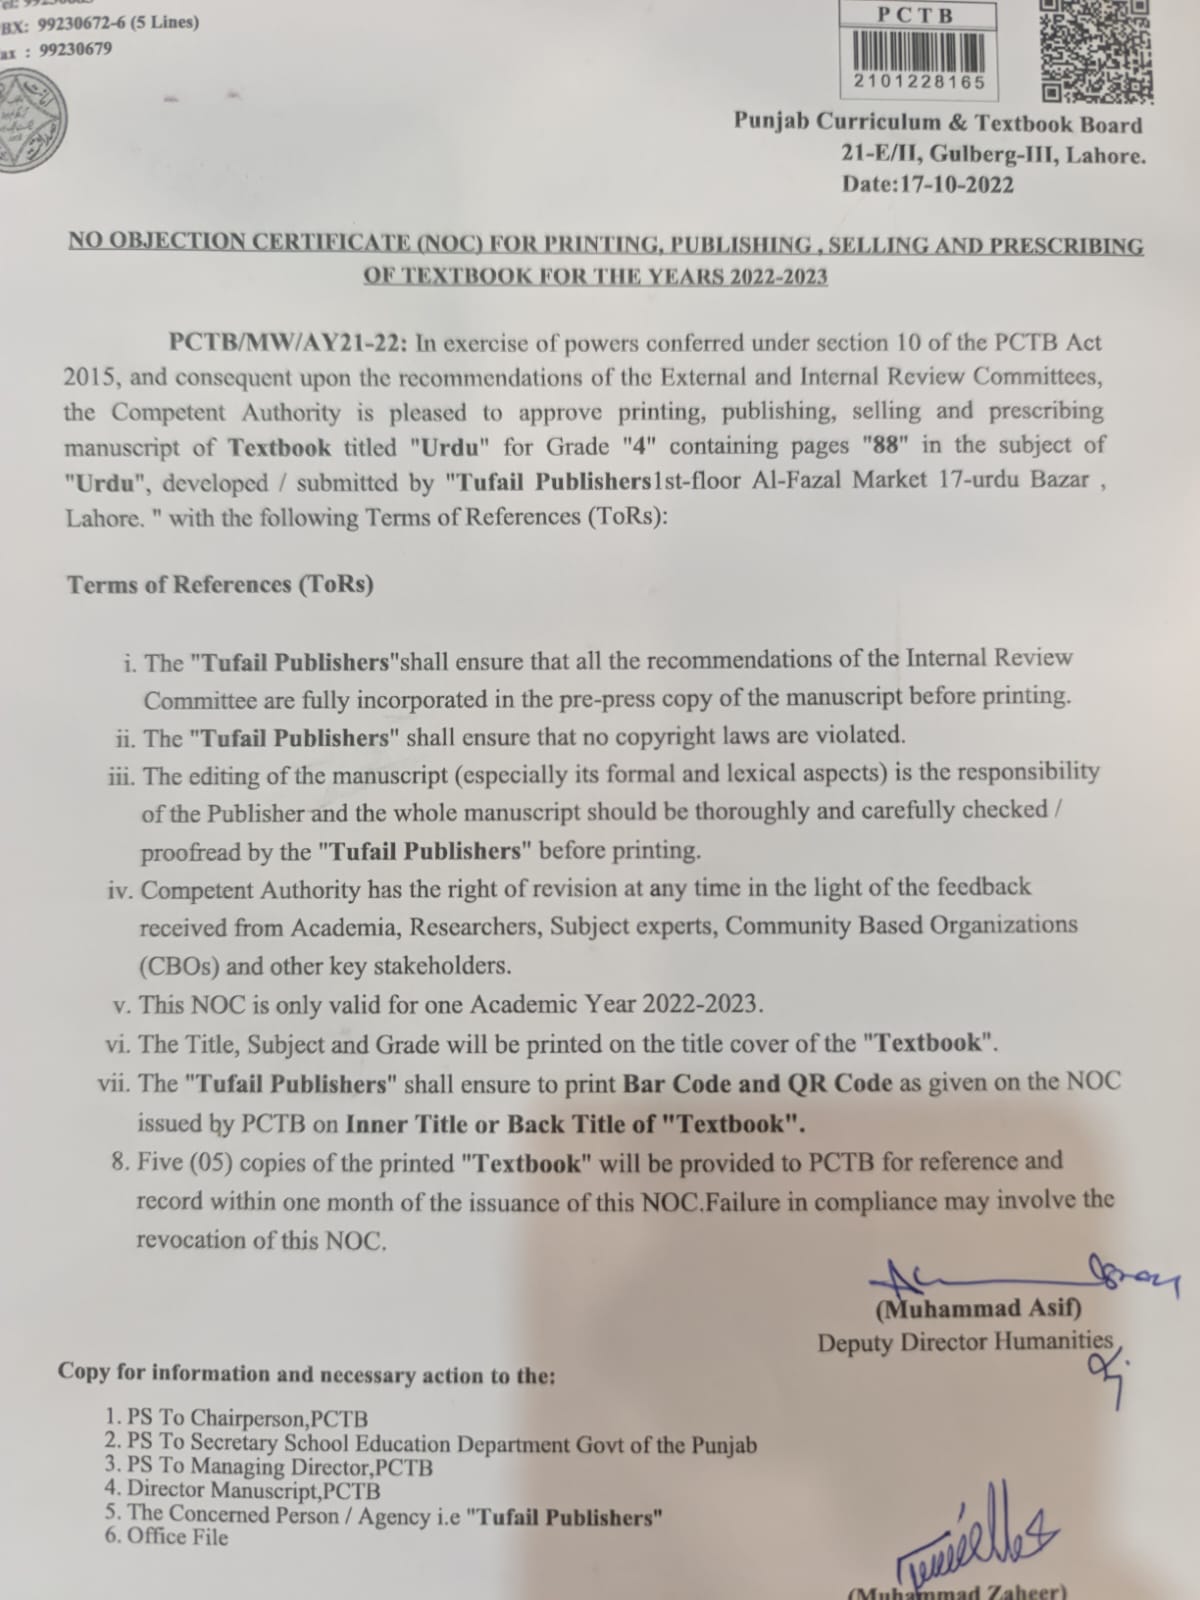 BX: 99230672-6 (5 Lines)
ax : 99230679
PCTB
2101228165
Punjab Curriculum & Textbook Board
21-E/II, Gulberg-III, Lahore.
Date:17-10-2022
NO OBJECTION CERTIFICATE (NOC) FOR PRINTING, PUBLISHING , SELLING AND PRESCRIBING
OF TEXTBOOK FOR THE YEARS 2022-2023
PCTB/MW/AY21-22: In exercise of powers conferred under section 10 of the PCTB Act
2015, and consequent upon the recommendations of the External and Internal Review Committees,
the Competent Authority is pleased to approve printing, publishing, selling and prescribing
manuscript of Textbook titled "Urdu" for Grade "4" containing pages "88" in the subject of
"Urdu", developed / submitted by "Tufail Publishers1st-floor Al-Fazal Market 17-urdu Bazar ,
Lahore. " with the following Terms of References (ToRs):
Terms of References (ToRs)
i. The "Tufail Publishers"shall ensure that all the recommendations of the Internal Review
Committee are fully incorporated in the pre-press copy of the manuscript before printing.
ii. The "Tufail Publishers" shall ensure that no copyright laws are violated.
iii. The editing of the manuscript (especially its formal and lexical aspects) is the responsibility
of the Publisher and the whole manuscript should be thoroughly and carefully checked /
proofread by the "Tufail Publishers" before printing.
iv. Competent Authority has the right of revision at any time in the light of the feedback
received from Academia, Researchers, Subject experts, Community Based Organizations
(CBOs) and other key stakeholders.
v. This NOC is only valid for one Academic Year 2022-2023.
vi. The Title, Subject and Grade will be printed on the title cover of the "Textbook".
vii. The "Tufail Publishers" shall ensure to print Bar Code and QR Code as given on the NOC
issued by PCTB on Inner Title or Back Title of "Textbook".
8. Five (05) copies of the printed "Textbook" will be provided to PCTB for reference and
record within one month of the issuance of this NOC.Failure in compliance may involve the
revocation of this NOC.
(Muhammad Asif)
Deputy Director Humanities
Copy for information and necessary action to the:
1. PS To Chairperson,PCTB
2. PS To Secretary School Education Department Govt of the Punjab
3. PS To Managing Director,PCTB
4. Director Manuscript,PCTB
5. The Concerned Person / Agency i.e "Tufail Publishers"
6. Office File
(Muhammad Zaheer)